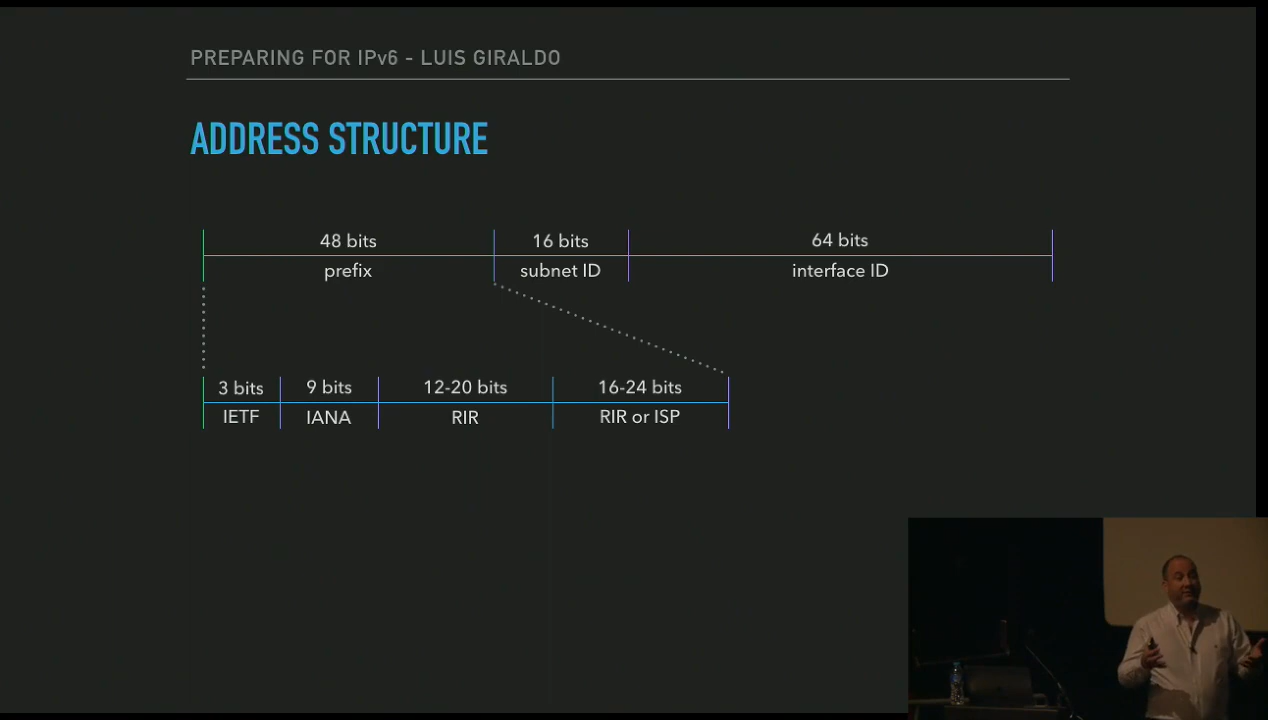 PREPARING FOR IPv6 - LUIS GIRALDO
ADDRESS STRUCTURE
48 bits 16 bits 64 bits
prefix subnet ID interface ID
3 bits 9 bits 12-20 bits 16-24 bits
IETF IANA RIR RIR or ISP